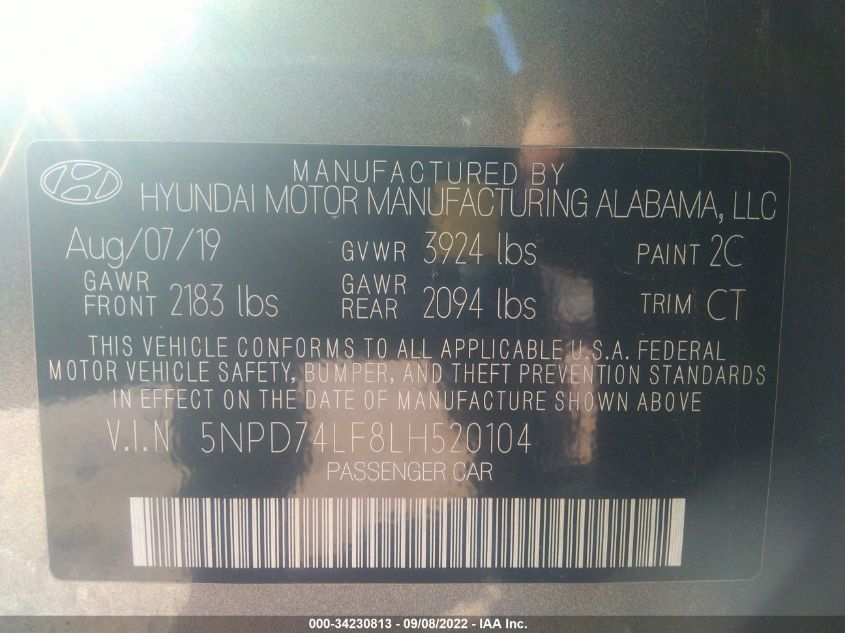 MANUFACTURED BY
HYUNDAI MOTOR MANUFACTURING ALABAMA, LLC
Aug/07/19 GVWR 3924 lbs PAINT 2C
GAWR FRONT 2183 lbs GAWR REAR 2094 lbs TRIM CT
THIS VEHICLE CONFORMS TO ALL APPLICABLE U.S.A. FEDERAL
MOTOR VEHICLE SAFETY, BUMPER, AND THEFT PREVENTION STANDARDS
IN EFFECT ON THE DATE OF MANUFACTURE SHOWN ABOVE
V.I.N 5NPD74LF8LH520104
PASSENGER CAR
000-34230813 - 09/08/2022 - IAA Inc.